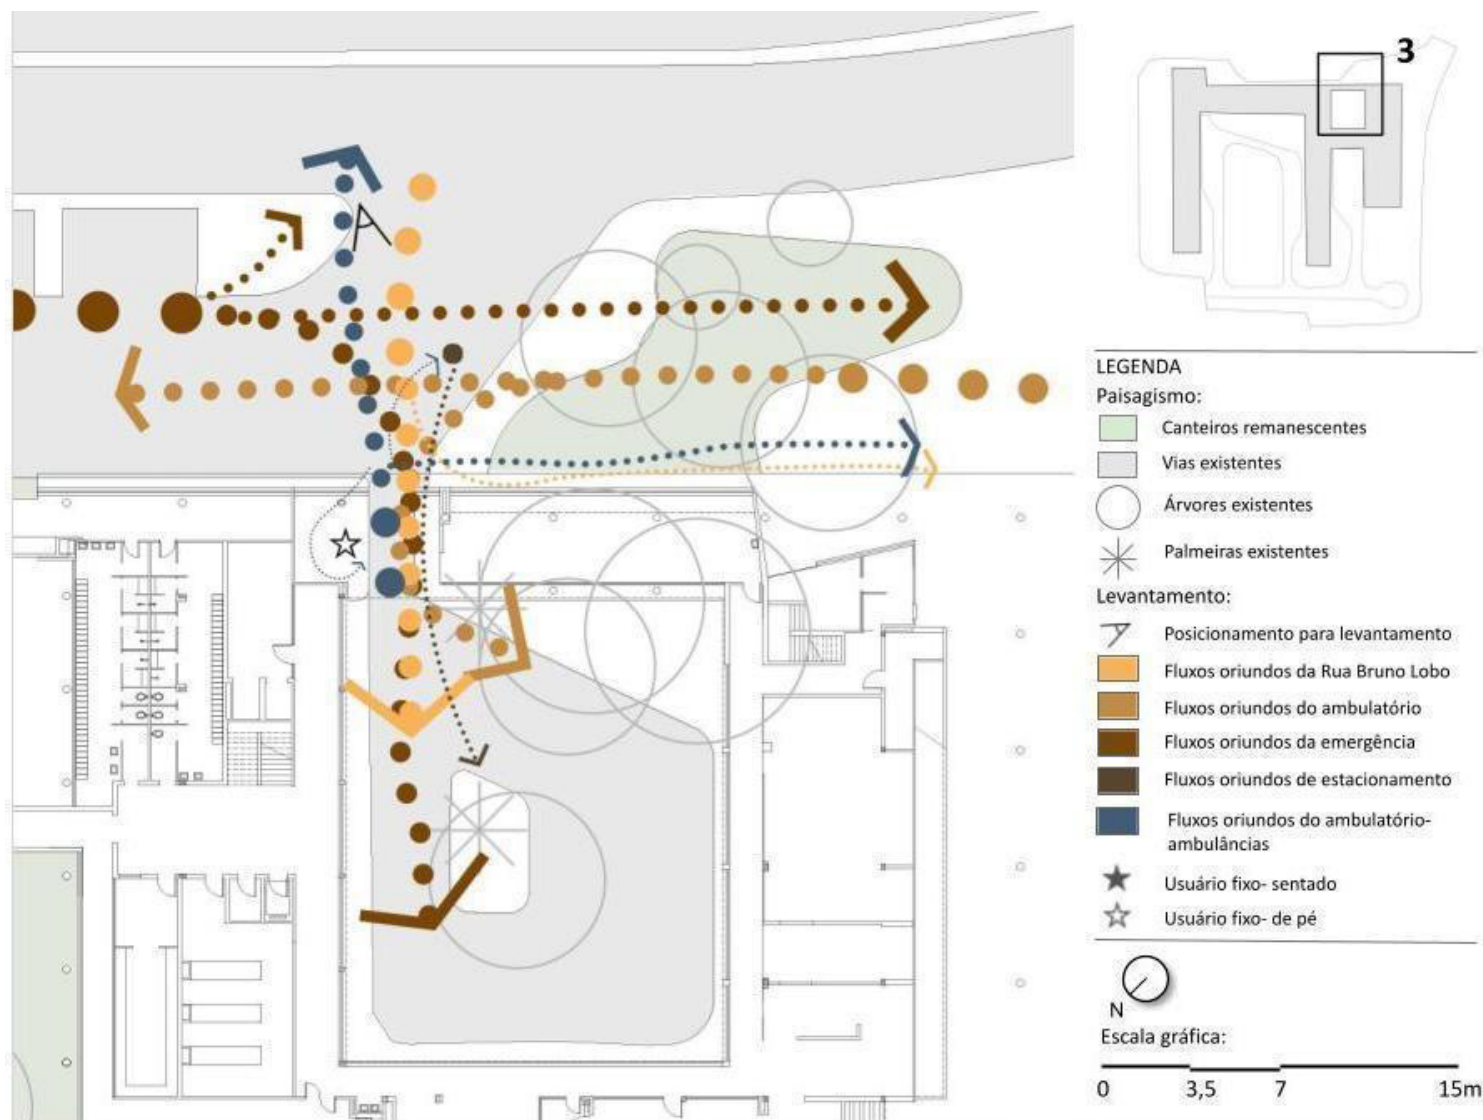 3
LEGENDA
Paisagismo:
Canteiros remanescentes
Vias existentes
Árvores existentes
Palmeiras existentes
Levantamento:
Posicionamento para levantamento
Fluxos oriundos da Rua Bruno Lobo
Fluxos oriundos do ambulatório
Fluxos oriundos da emergência
Fluxos oriundos de estacionamento
Fluxos oriundos do ambulatório-
ambulâncias
Usuário fixo- sentado
Usuário fixo- de pé
N
Escala gráfica:
0 3,5 7 15m